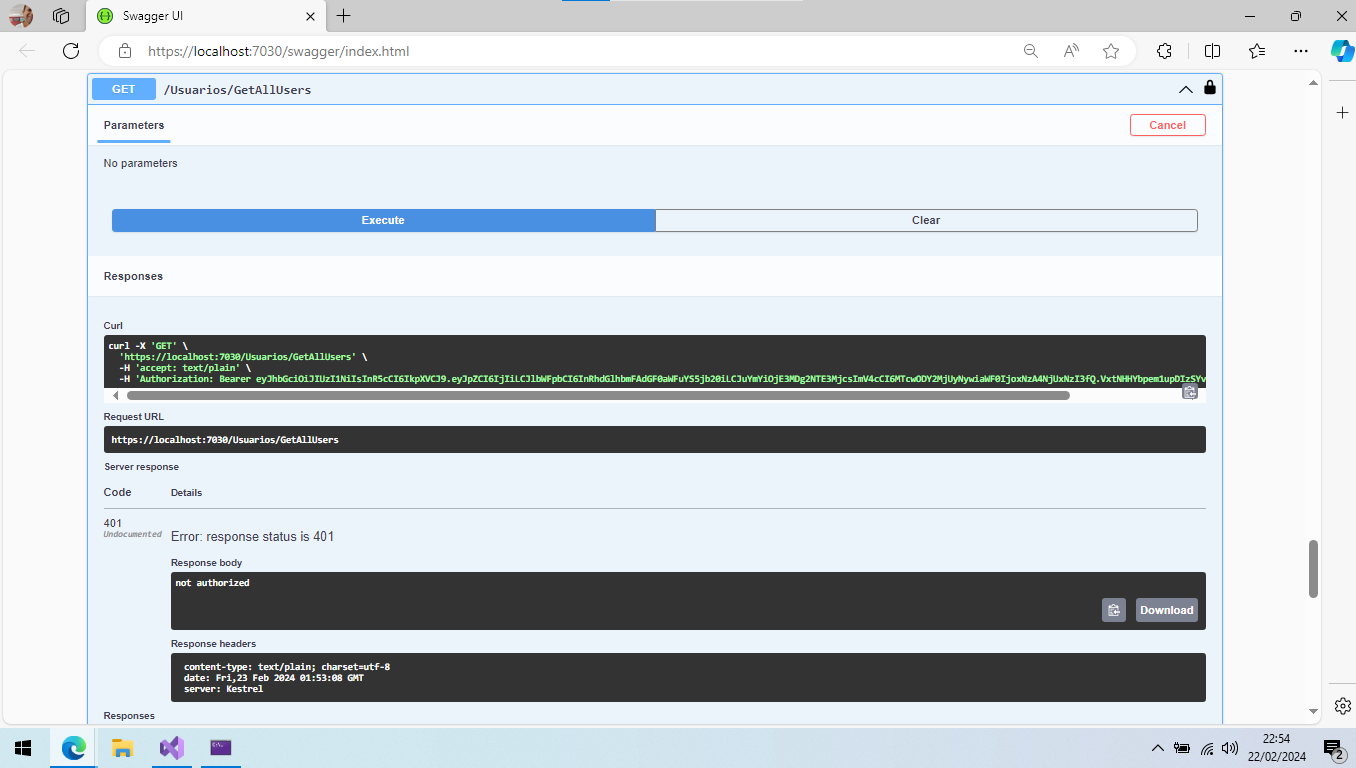 Swagger UI
https://localhost:7030/swagger/index.html
GET /Usuarios/GetAllUsers
Parameters
Cancel
No parameters
Execute
Clear
Responses
Curl
curl -X 'GET' \
'https://localhost:7030/Usuarios/GetAllUsers' \
-H 'accept: text/plain' \
-H 'Authorization: Bearer
Request URL
https://localhost:7030/Usuarios/GetAllUsers
Server response
Code Details
401
Undocumented
Error: response status is 401
Response body
not authorized
Download
Response headers
content-type: text/plain; charset=utf-8
date: Fri,23 Feb 2024 01:53:08 GMT
server: Kestrel
Responses
22:54
22/02/2024
2